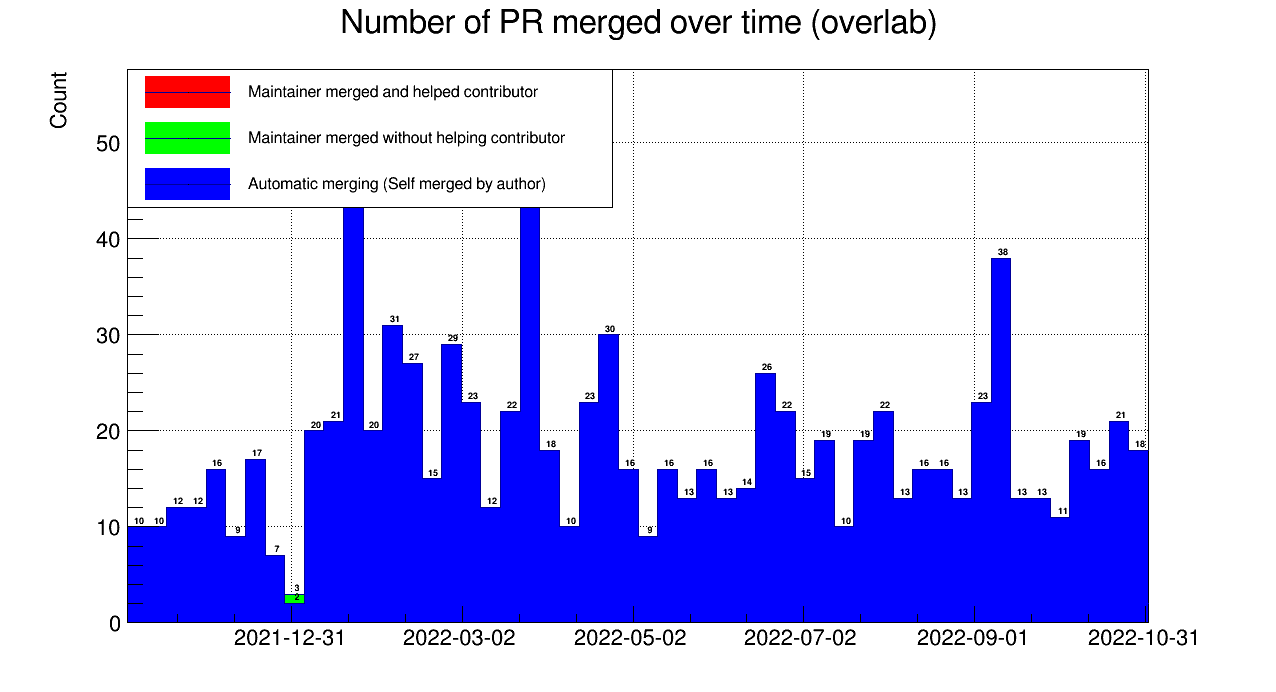 Number of PR merged over time (overlab)
Count
Maintainer merged and helped contributor
Maintainer merged without helping contributor
Automatic merging (Self merged by author)
50
40
30
20
10
0
10 10 12 12 16 9 17 7 3 2 20 21 20 31 27 15 29 23 12 22 18 10 23 30 16 9 16 13 16 13 14 26 22 15 19 10 19 22 13 16 16 13 23 38 13 13 11 19 16 21 18
2021-12-31 2022-03-02 2022-05-02 2022-07-02 2022-09-01 2022-10-31